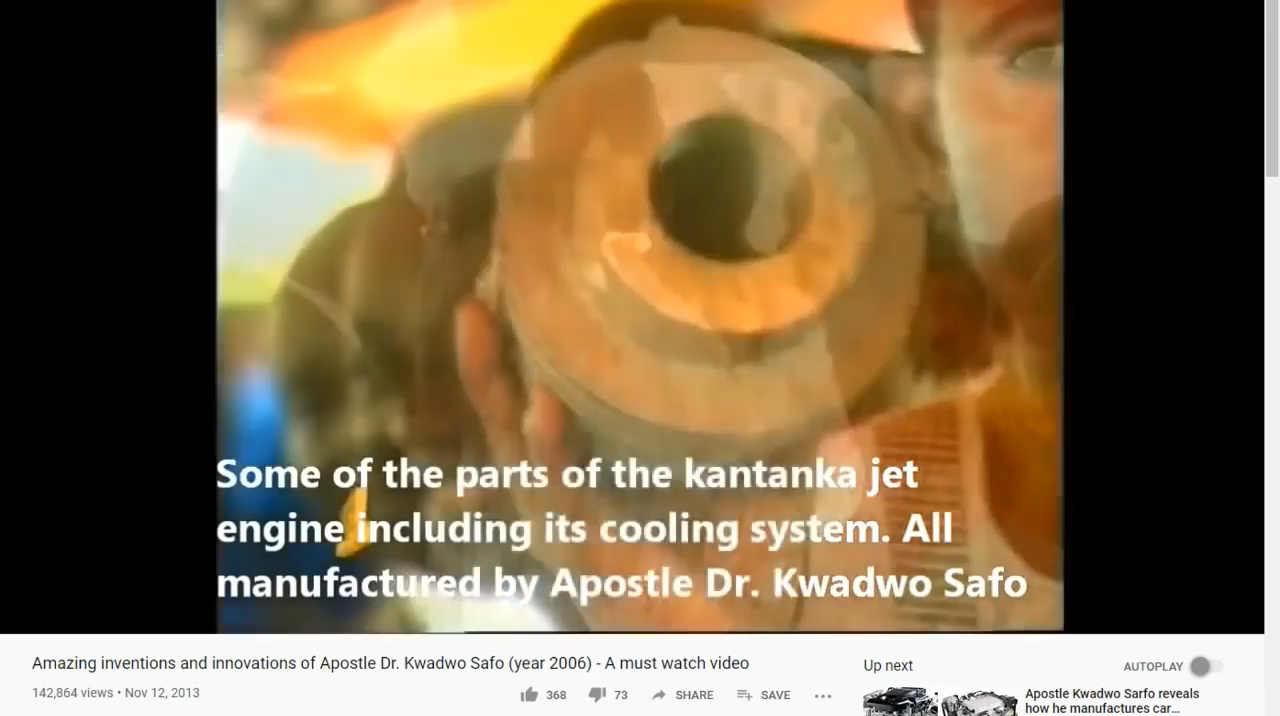 Some of the parts of the kantanka jet
engine including its cooling system. All
manufactured by Apostle Dr. Kwadwo Safo
Amazing inventions and innovations of Apostle Dr. Kwadwo Safo (year 2006) - A must watch video
142,864 views • Nov 12, 2013
368
73
SHARE
SAVE
Up next
AUTOPLAY
Apostle Kwadwo Sarfo reveals
how he manufactures car...